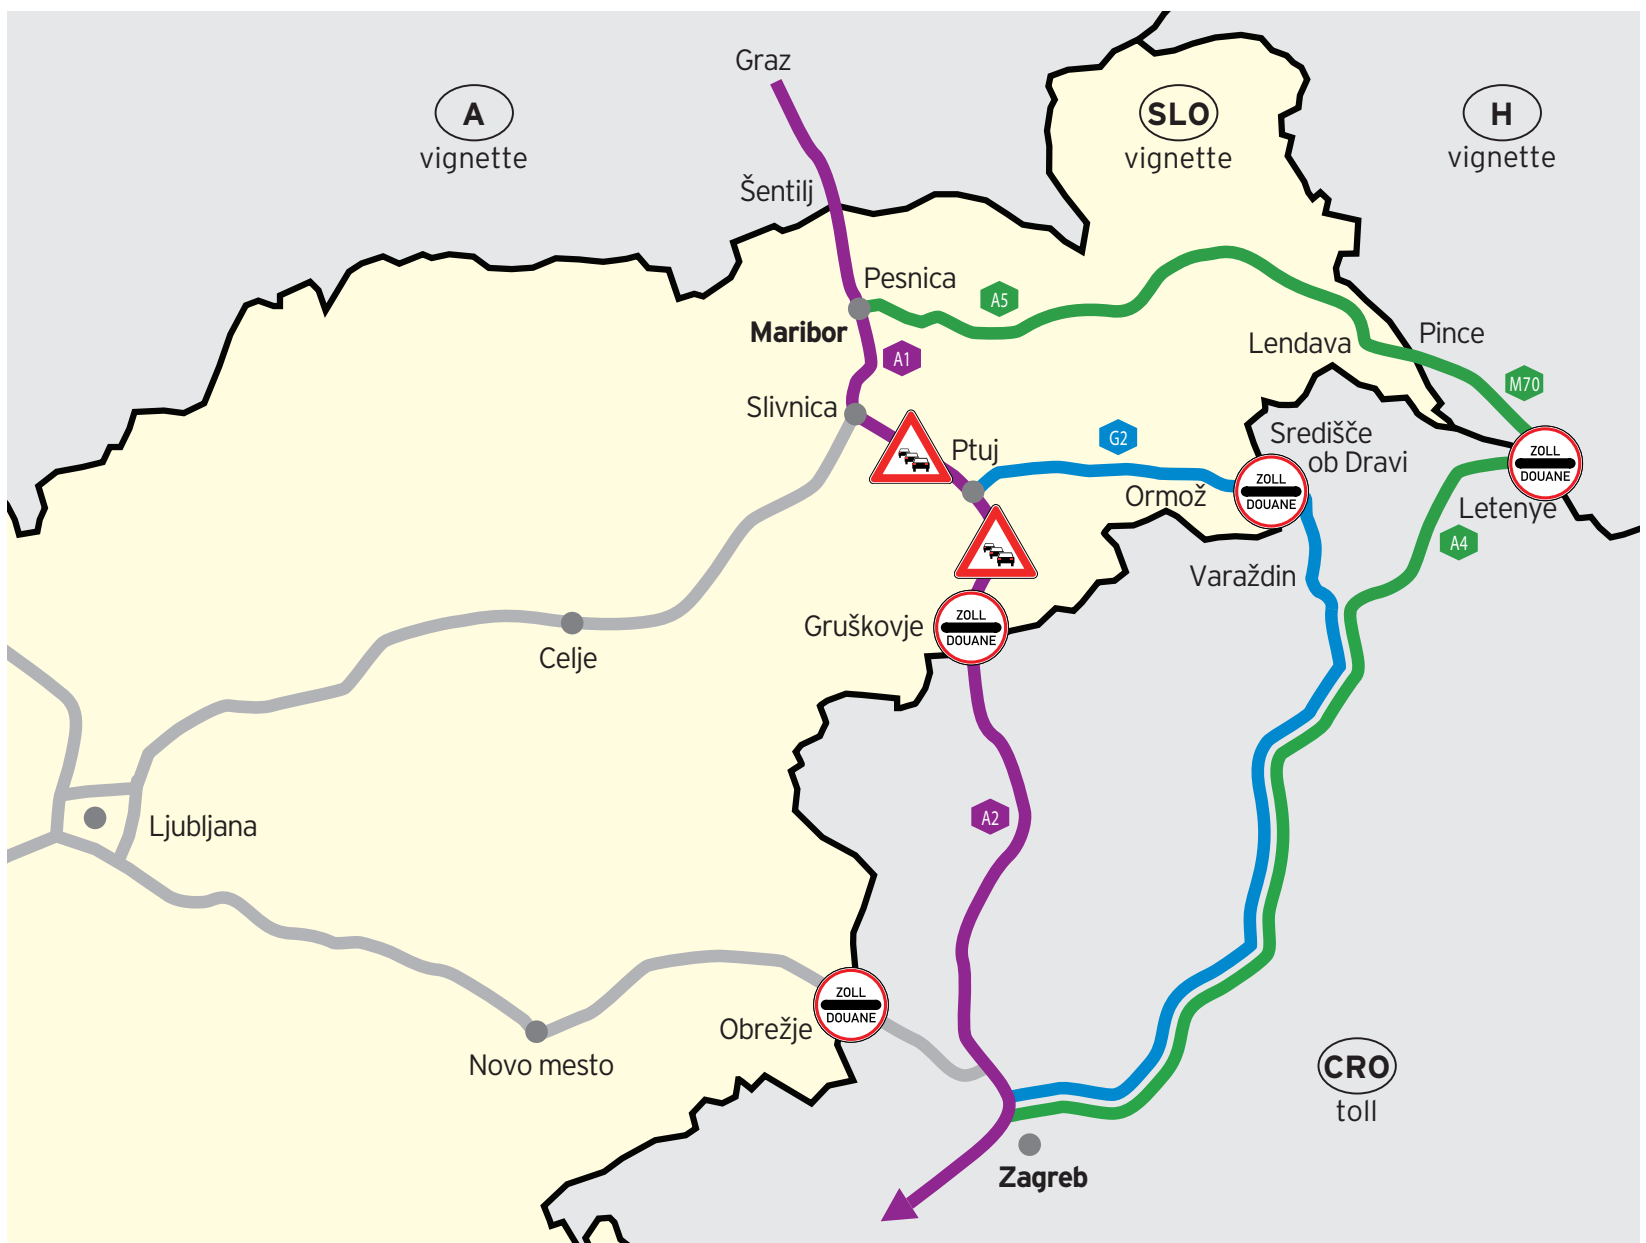 Graz
A
vignette
SLO
vignette
H
vignette
Šentilj
Pesnica
A5
Maribor
A1
Lendava
Pince
M70
Slivnica
Ptuj
G2
Središče
ob Dravi
ZOLL
DOUANE
Ormož
ZOLL
DOUANE
Letenye
A4
Varaždin
Gruškovje
ZOLL
DOUANE
Celje
A2
Ljubljana
ZOLL
DOUANE
Obrežje
Novo mesto
CRO
toll
Zagreb